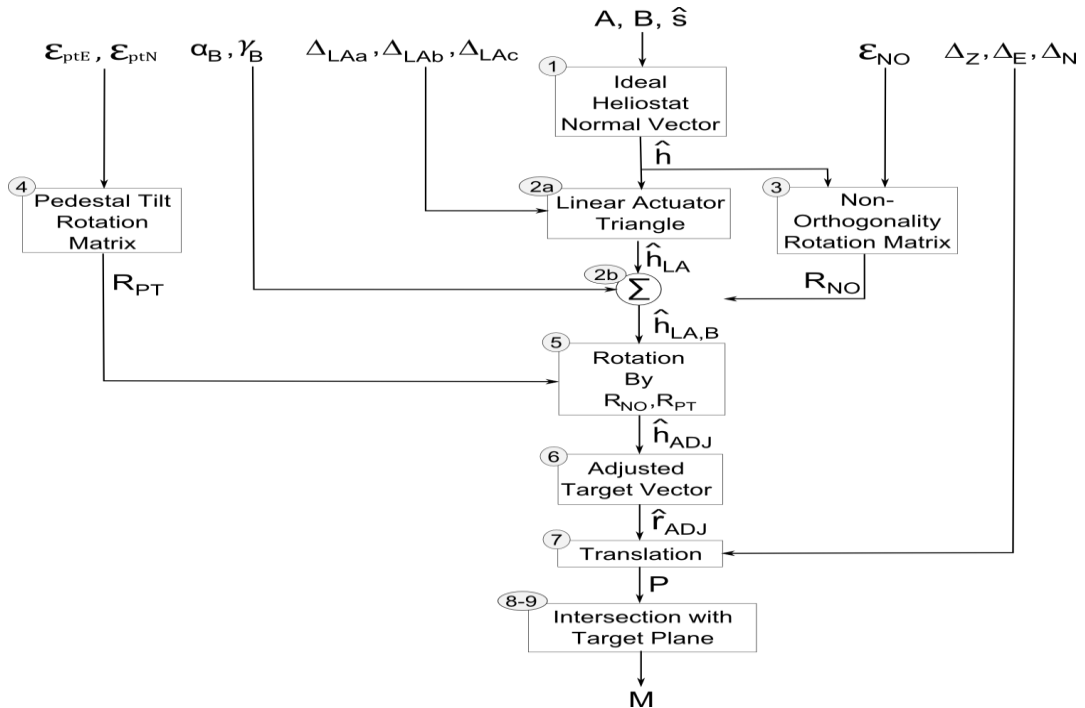 A, B, ŝ
ε_ptE, ε_ptN
α_B, γ_B
Δ_LAa, Δ_LAb, Δ_LAc
ε_NO
Δ_Z, Δ_E, Δ_N
1
Ideal
Heliostat
Normal Vector
ĥ
4
Pedestal Tilt
Rotation
Matrix
2a
Linear Actuator
Triangle
3
Non-
Orthogonality
Rotation Matrix
R_PT
ĥ_LA
R_NO
2b
Σ
ĥ_LA,B
5
Rotation
By
R_NO,R_PT
ĥ_ADJ
6
Adjusted
Target Vector
r̂_ADJ
7
Translation
P
8-9
Intersection with
Target Plane
M